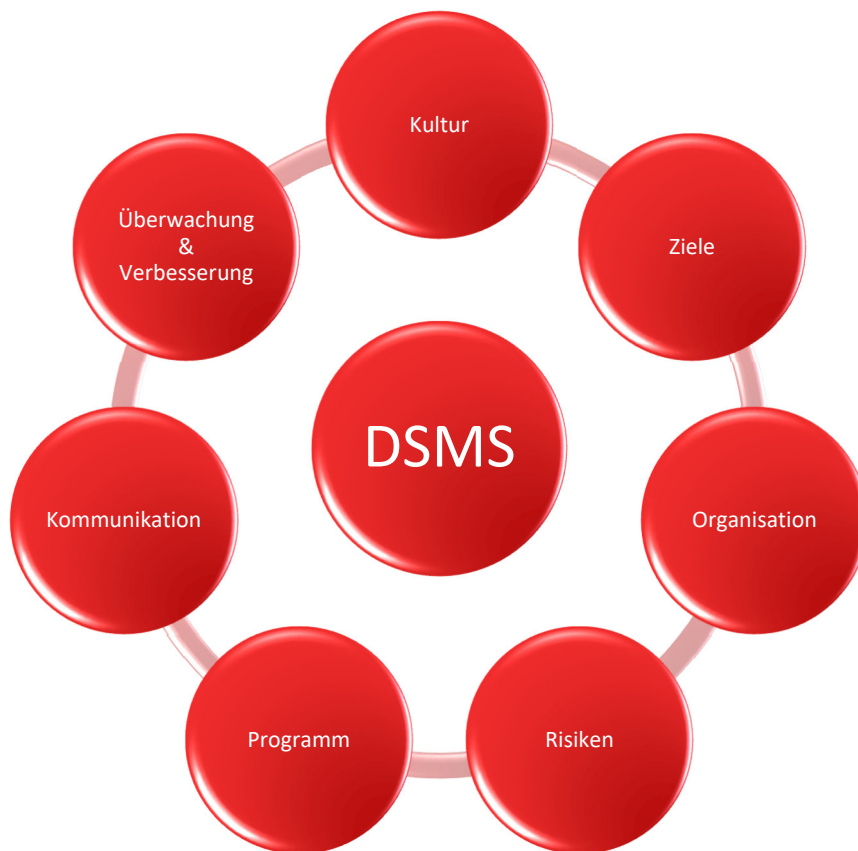 Kultur
Ziele
Organisation
Risiken
Programm
Kommunikation
Überwachung
&
Verbesserung
DSMS